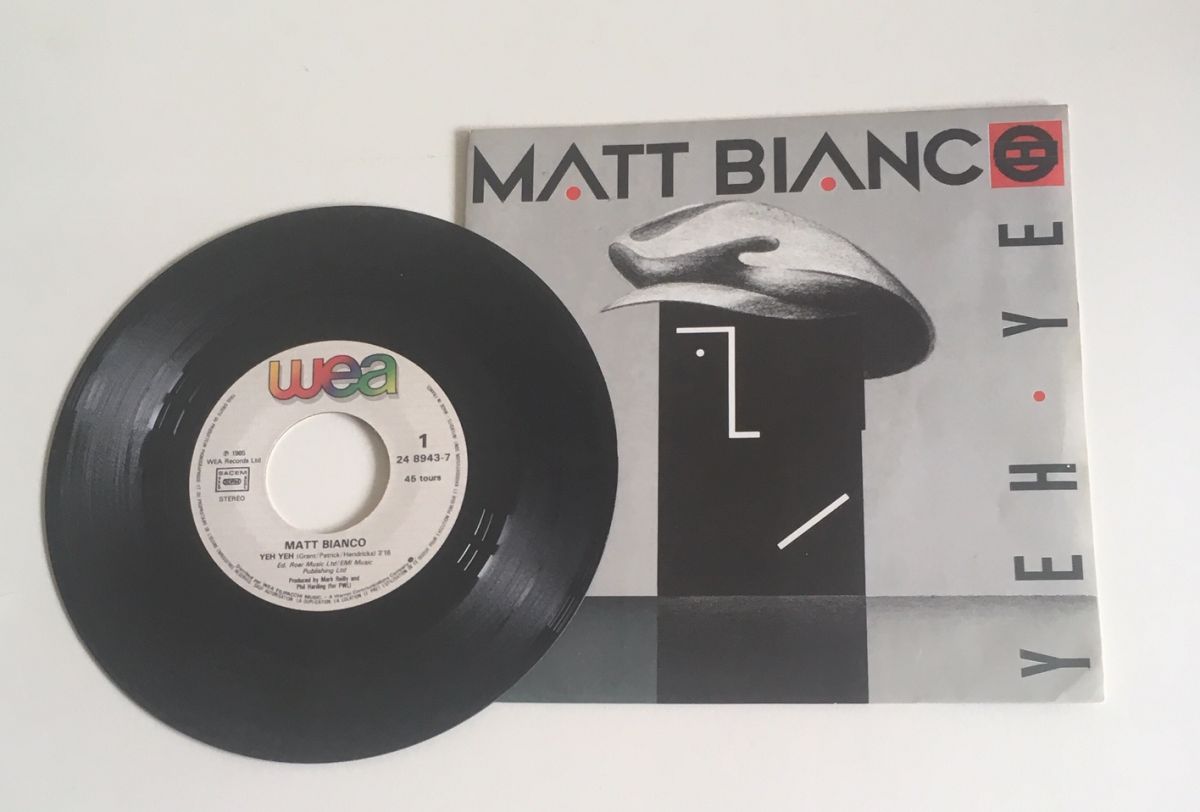 MATT BIANCO
YEH · YEH
wea
1
℗ 1985
WEA Records Ltd
24 8943-7
SACEM
STÉRÉO
45 tours
MATT BIANCO
YEH YEH (Grant/Patrick/Hendricks) 3'16
Ed. Roar Music Ltd/EMI Music
Publishing Ltd
Produced by Mark Reilly and
Phil Harding (for PWL)